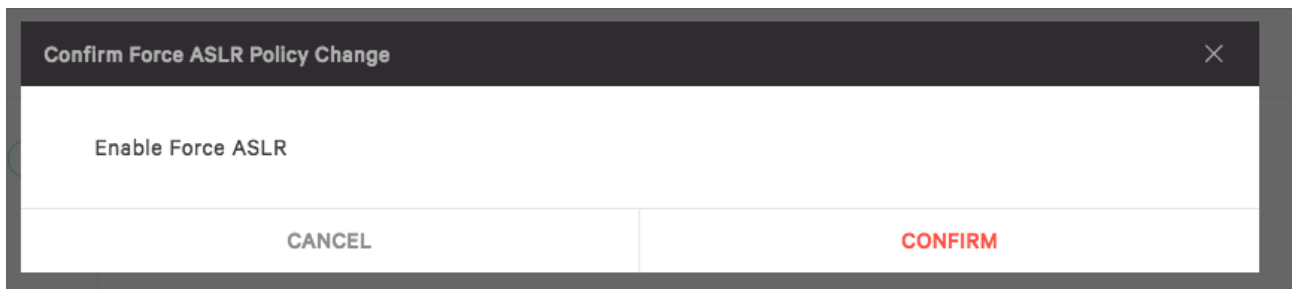 Confirm Force ASLR Policy Change
Enable Force ASLR
CANCEL
CONFIRM